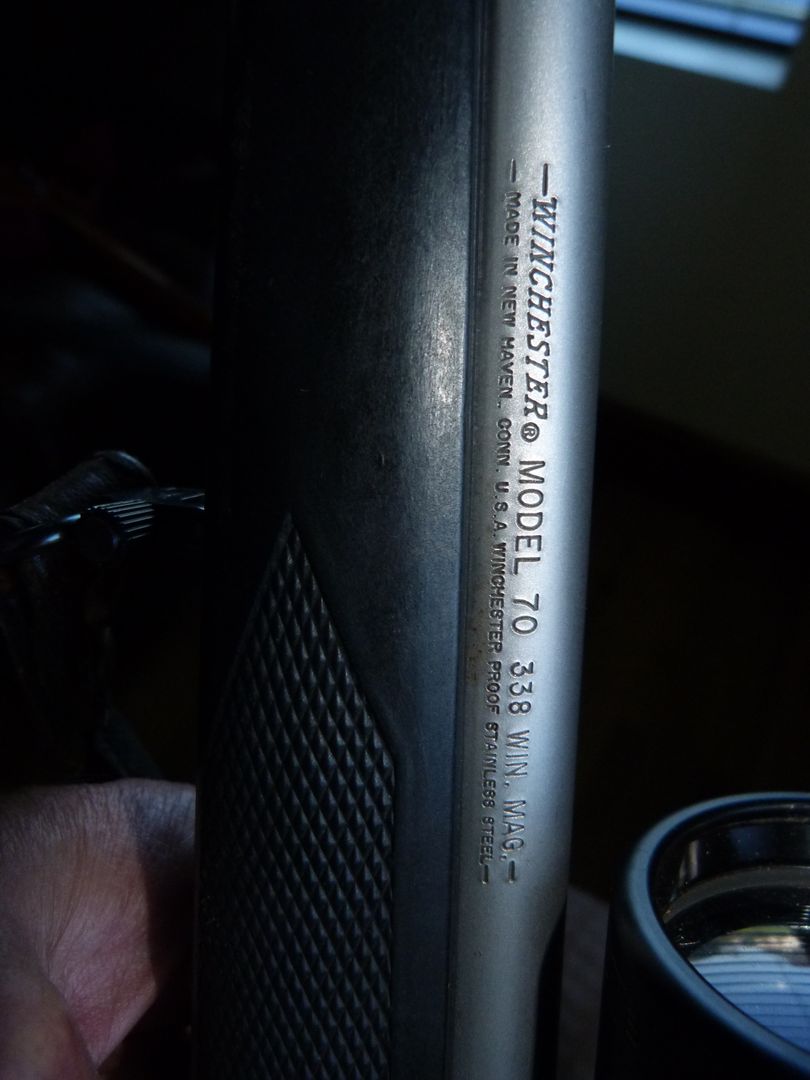 —WINCHESTER® MODEL 70 338 WIN. MAG.—
— MADE IN NEW HAVEN, CONN. U.S.A. WINCHESTER PROOF STAINLESS STEEL—